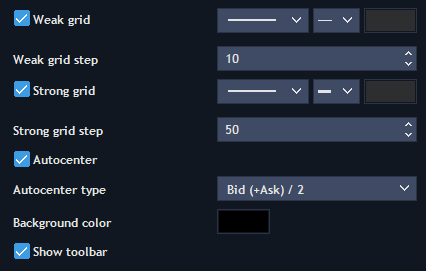 Weak grid
Weak grid step
10
Strong grid
Strong grid step
50
Autocenter
Autocenter type
Bid (+Ask) / 2
Background color
Show toolbar